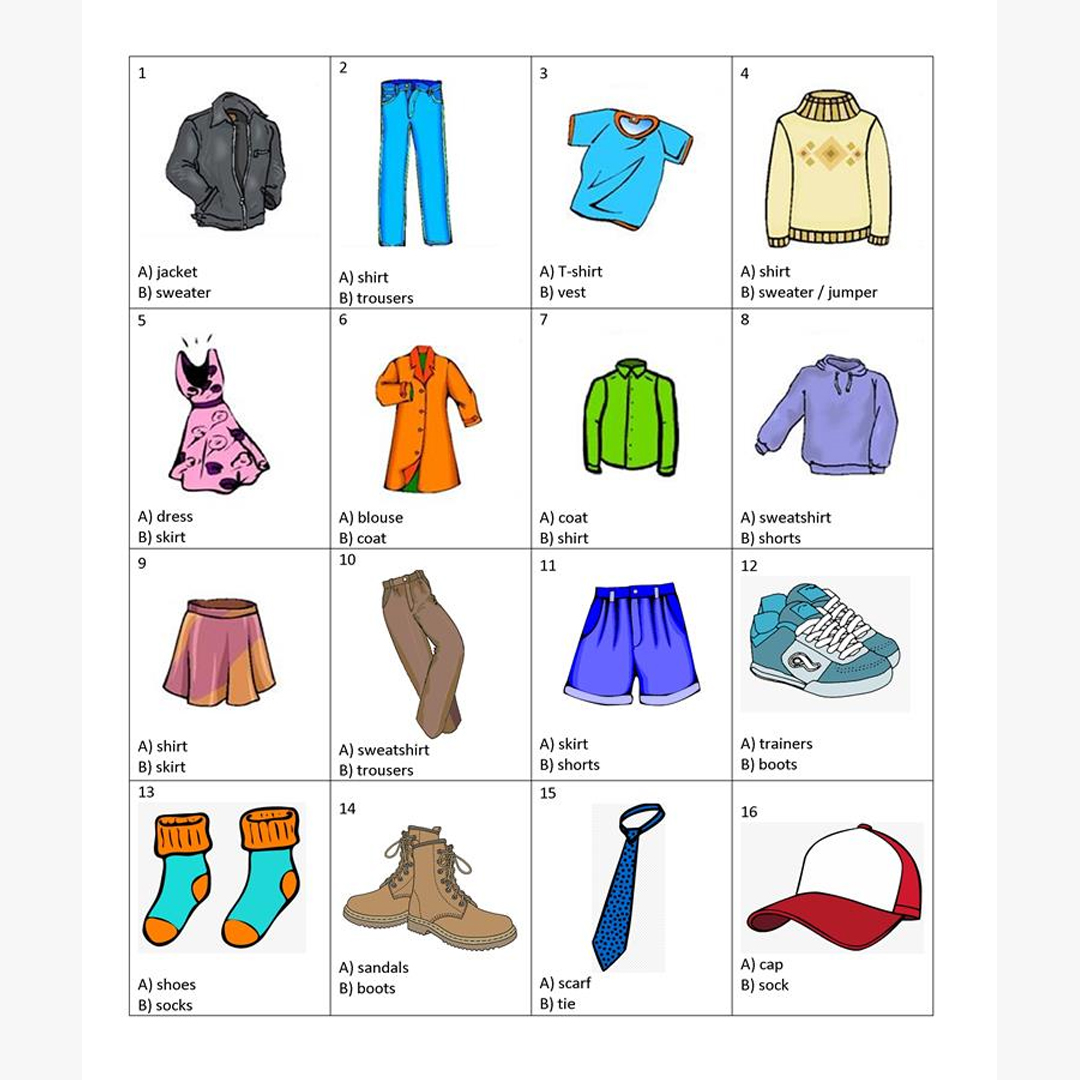 1
A) jacket
B) sweater
2
A) shirt
B) trousers
3
A) T-shirt
B) vest
4
A) shirt
B) sweater / jumper
5
A) dress
B) skirt
6
A) blouse
B) coat
7
A) coat
B) shirt
8
A) sweatshirt
B) shorts
9
A) shirt
B) skirt
10
A) sweatshirt
B) trousers
11
A) skirt
B) shorts
12
A) trainers
B) boots
13
A) shoes
B) socks
14
A) sandals
B) boots
15
A) scarf
B) tie
16
A) cap
B) sock